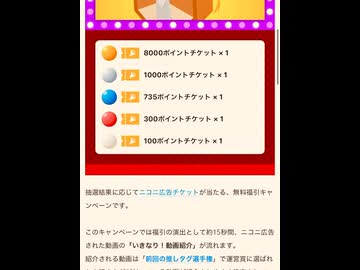 8000ポイントチケット × 1
1000ポイントチケット × 1
735ポイントチケット × 1
300ポイントチケット × 1
100ポイントチケット × 1
抽選結果に応じてニコニ広告チケットが当たる、無料福引キャ
ンペーンです。
このキャンペーンでは福引の演出として約15秒間、ニコニ広告
された動画の「いきなり！動画紹介」が流れます。
紹介される動画は「前回の推しタグ選手権」で運営賞に選ばれ